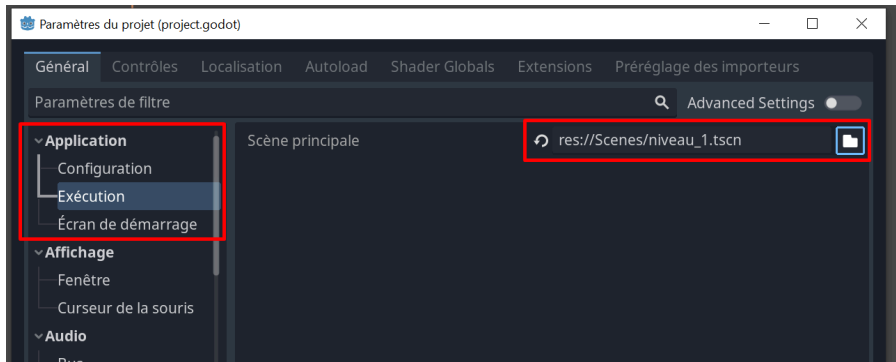 Paramètres du projet (project.godot)
Général Contrôles Localisation Autoload Shader Globals Extensions Préréglage des importeurs
Paramètres de filtre Advanced Settings
Application Scène principale res://Scenes/niveau_1.tscn
Configuration
Exécution
Écran de démarrage
Affichage
Fenêtre
Curseur de la souris
Audio